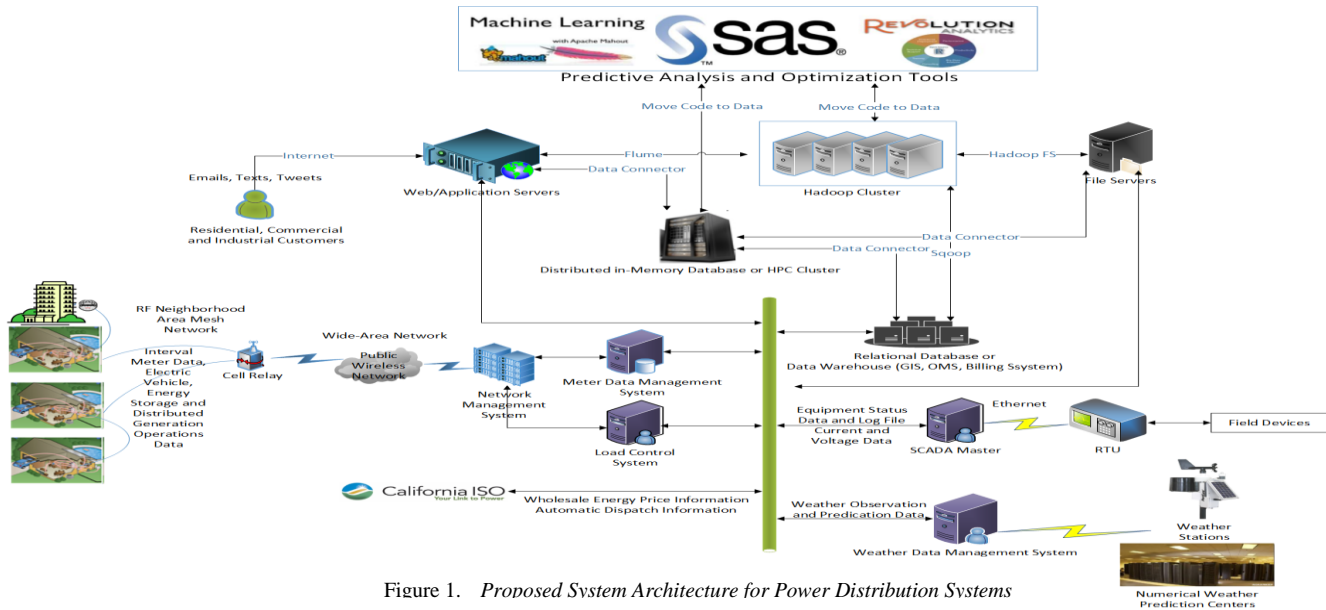 Machine Learning
with Apache Mahout
mahout
sas®
TM
REVOLUTION
ANALYTICS
R
Predictive Analysis and Optimization Tools
Move Code to Data
Move Code to Data
Internet
Flume
Hadoop FS
Data Connector
Emails, Texts, Tweets
Web/Application Servers
Hadoop Cluster
File Servers
Residential, Commercial
and Industrial Customers
Data Connector
Data Connector
Sqoop
Distributed in-Memory Database or HPC Cluster
RF Neighborhood
Area Mesh
Network
Wide-Area Network
Interval
Meter Data,
Electric
Vehicle,
Energy
Storage and
Distributed
Generation
Operations
Data
Cell Relay
Public
Wireless
Network
Network
Management
System
Meter Data Management
System
Relational Database or
Data Warehouse (GIS, OMS, Billing Ssystem)
Load Control
System
Equipment Status
Data and Log File
Current and
Voltage Data
Ethernet
SCADA Master
RTU
Field Devices
California ISO
Your Link to Power
Wholesale Energy Price Information
Automatic Dispatch Information
Weather Observation
and Predication Data
Weather Data Management System
Weather
Stations
Numerical Weather
Prediction Centers
Figure 1. Proposed System Architecture for Power Distribution Systems